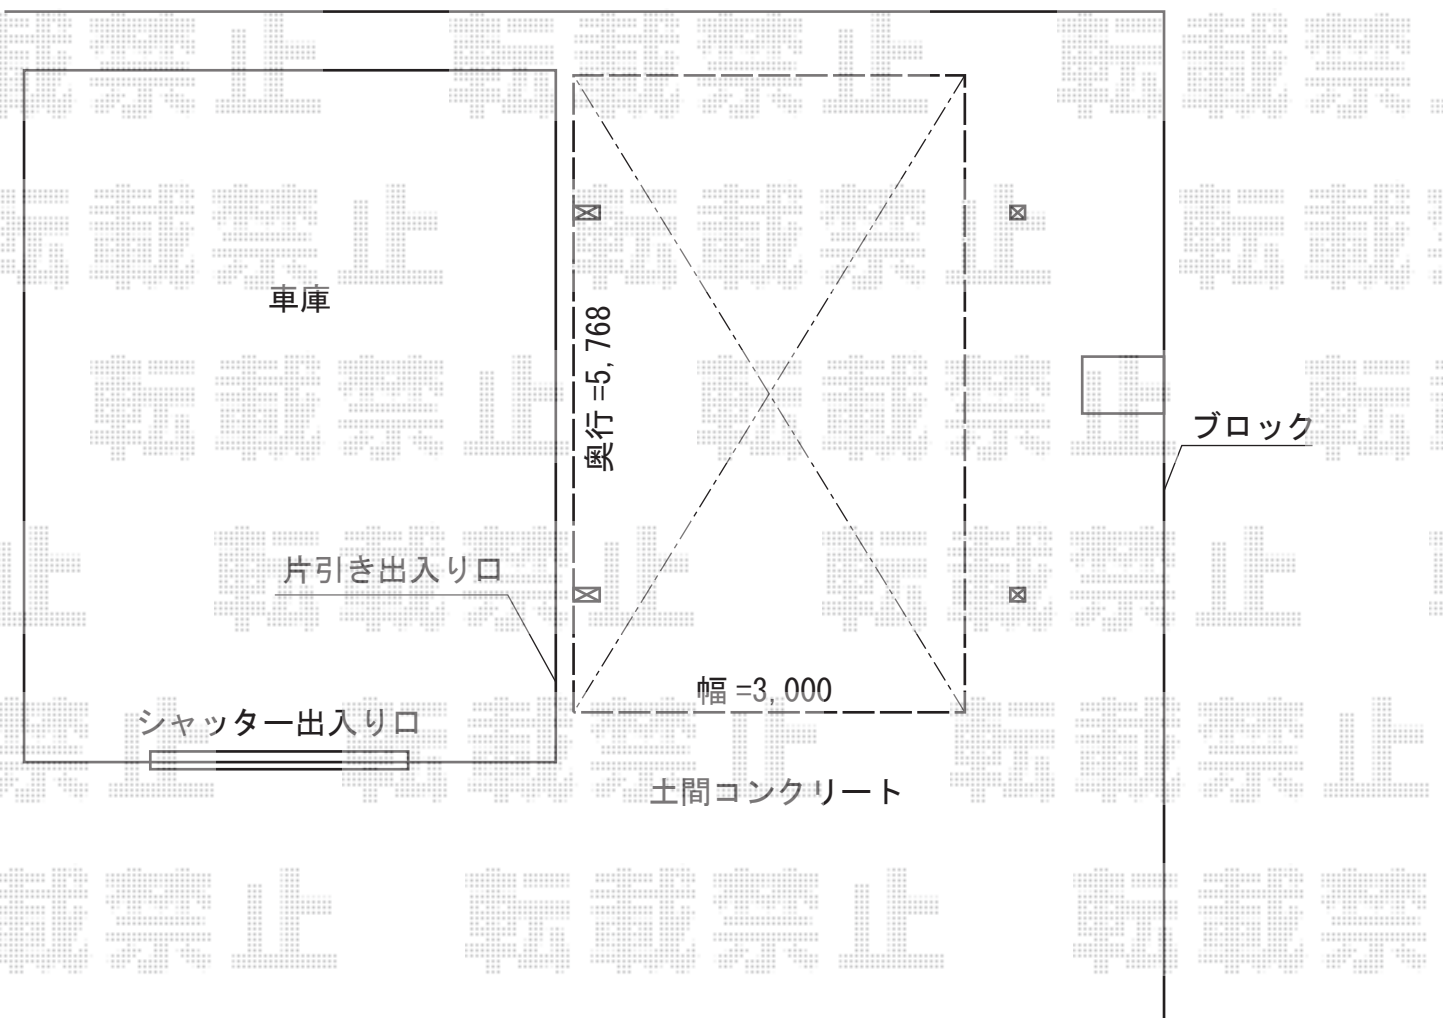 転載禁止
車庫
奥行=5,768
ブロック
片引き出入り口
幅=3,000
シャッター出入り口
土間コンクリート